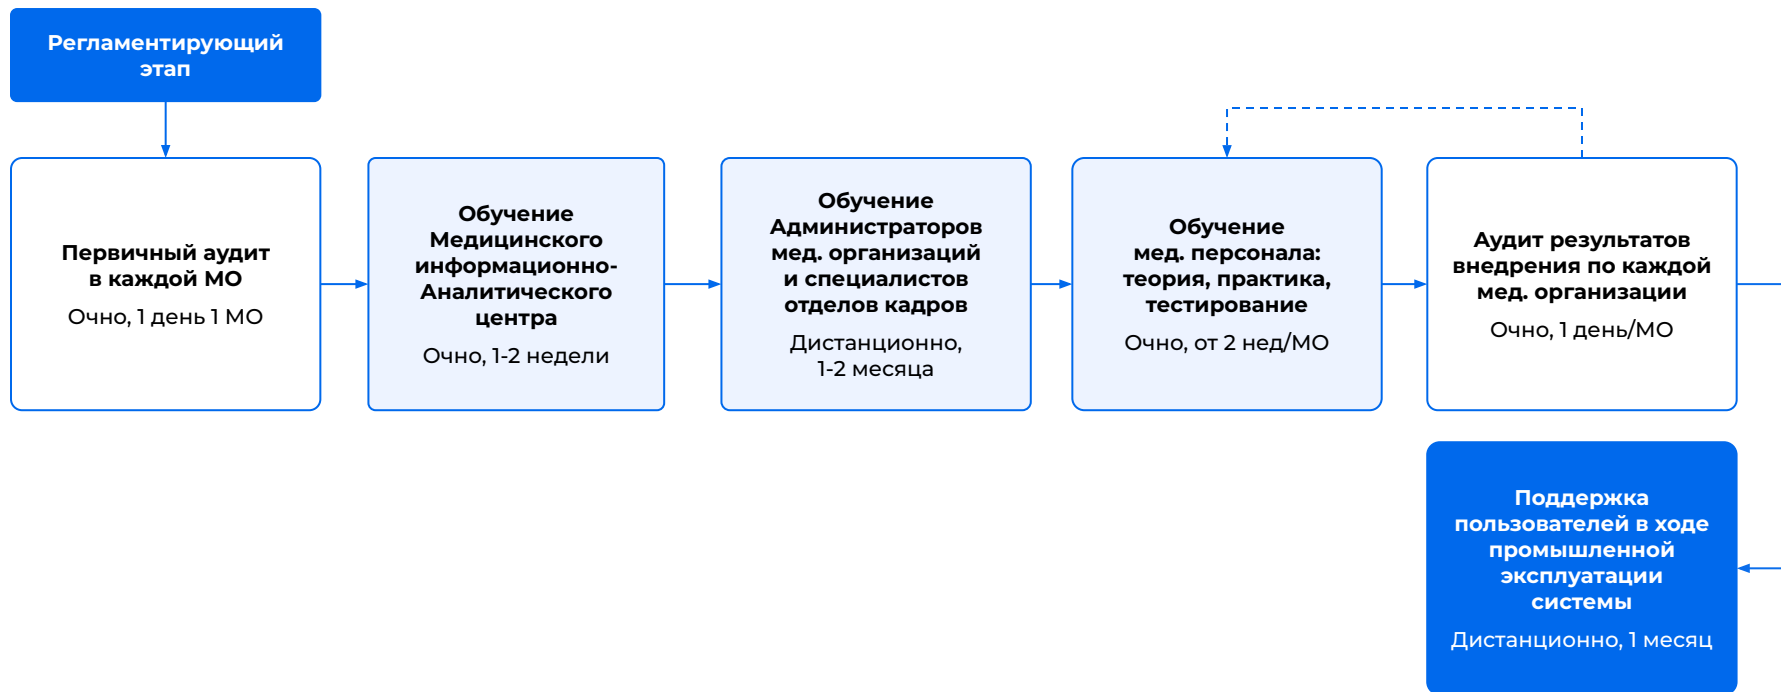 Регламентирующий
этап
Первичный аудит
в каждой МО
Очно, 1 день 1 МО
Обучение
Медицинского
информационно-
Аналитического
центра
Очно, 1-2 недели
Обучение
Администраторов
мед. организаций
и специалистов
отделов кадров
Дистанционно,
1-2 месяца
Обучение
мед. персонала:
теория, практика,
тестирование
Очно, от 2 нед/МО
Аудит результатов
внедрения по каждой
мед. организации
Очно, 1 день/МО
Поддержка
пользователей в ходе
промышленной
эксплуатации
системы
Дистанционно, 1 месяц